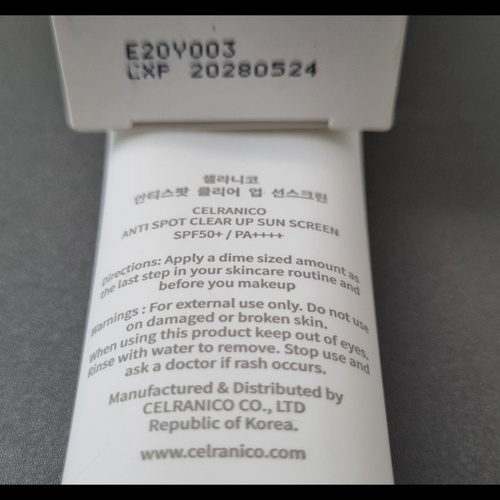 E20Y003
EXP 20280524
셀라니코
안티스팟 클리어 업 선스크린
CELRANICO
ANTI SPOT CLEAR UP SUN SCREEN
SPF50+ / PA++++
Directions: Apply a dime sized amount as
the last step in your skincare routine and
before you makeup
Warnings : For external use only. Do not use
on damaged or broken skin.
When using this product keep out of eyes.
Rinse with water to remove. Stop use and
ask a doctor if rash occurs.
Manufactured & Distributed by
CELRANICO CO., LTD
Republic of Korea.
www.celranico.com